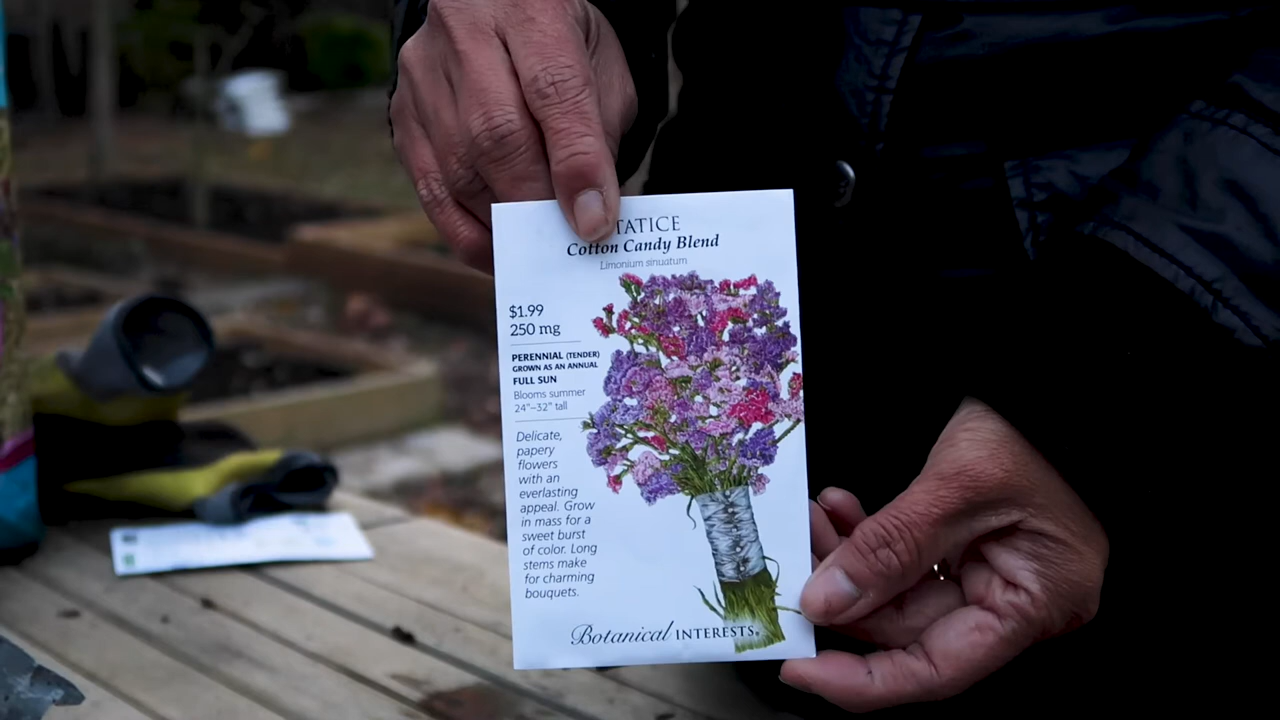 TATICE
Cotton Candy Blend
Limonium sinuatum
$1.99
250 mg
PERENNIAL (TENDER)
GROWN AS AN ANNUAL
FULL SUN
Blooms summer
24"–32" tall
Delicate,
papery
flowers
with an
everlasting
appeal. Grow
in mass for a
sweet burst
of color. Long
stems make
for charming
bouquets.
Botanical INTERESTS®